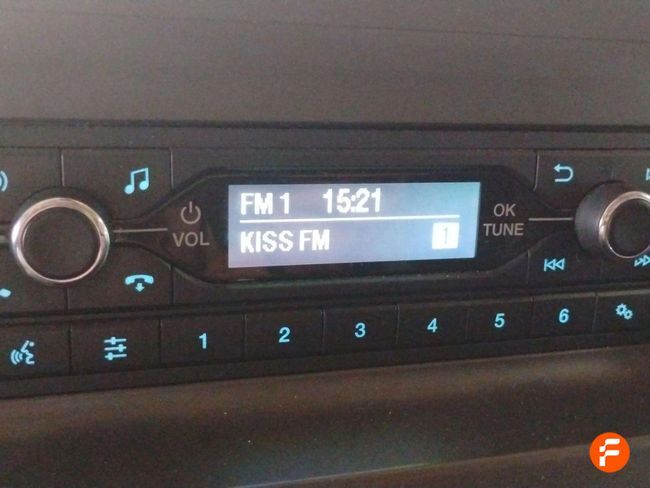 FM 1 15:21
KISS FM 1
VOL
OK
TUNE
1 2 3 4 5 6